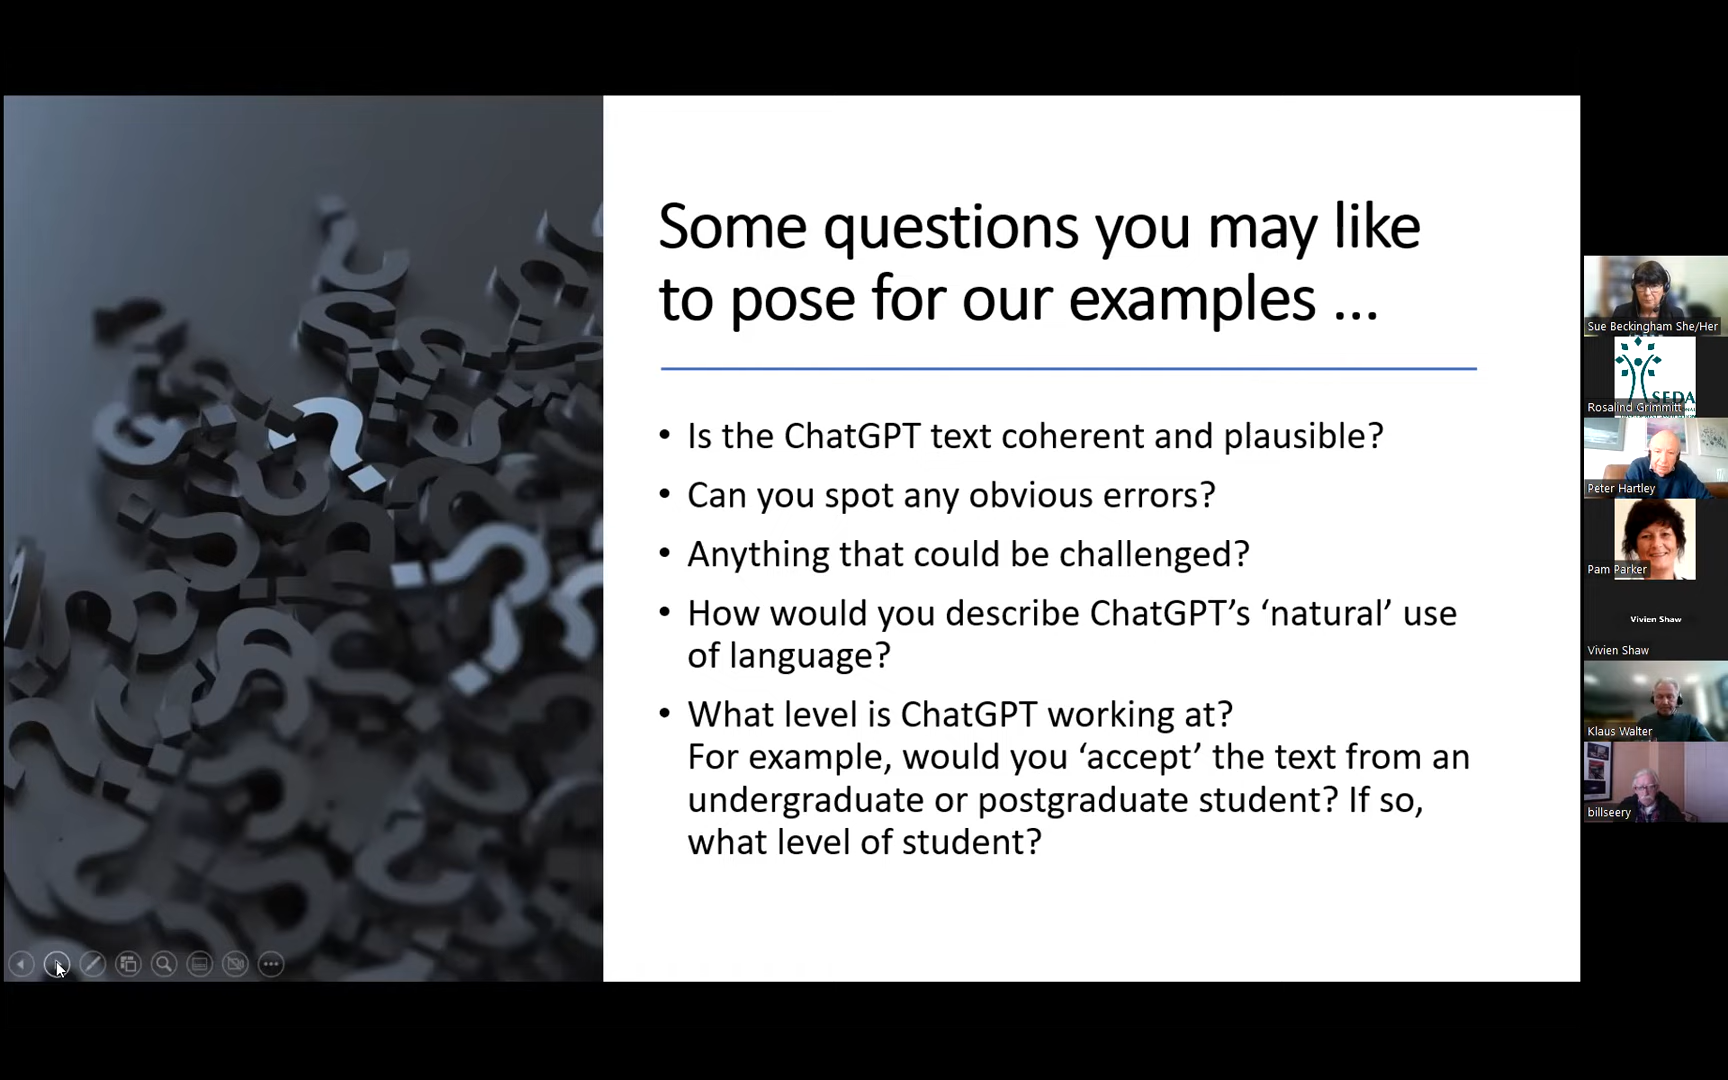 Some questions you may like
to pose for our examples ...
• Is the ChatGPT text coherent and plausible?
• Can you spot any obvious errors?
• Anything that could be challenged?
• How would you describe ChatGPT’s ‘natural’ use
of language?
• What level is ChatGPT working at?
For example, would you ‘accept’ the text from an
undergraduate or postgraduate student? If so,
what level of student?
Sue Beckingham She/Her
SEDA
Rosalind Grimmitt
Peter Hartley
Pam Parker
Vivien Shaw
Vivien Shaw
Klaus Walter
billseery